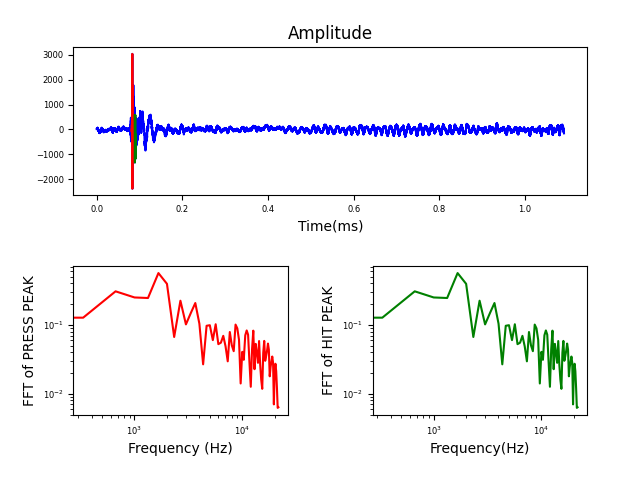 Amplitude
3000
2000
1000
0
−1000
−2000
0.0 0.2 0.4 0.6 0.8 1.0
Time(ms)
FFT of PRESS PEAK
10⁻¹
10⁻²
10³ 10⁴
Frequency (Hz)
FFT of HIT PEAK
10⁻¹
10⁻²
10³ 10⁴
Frequency(Hz)